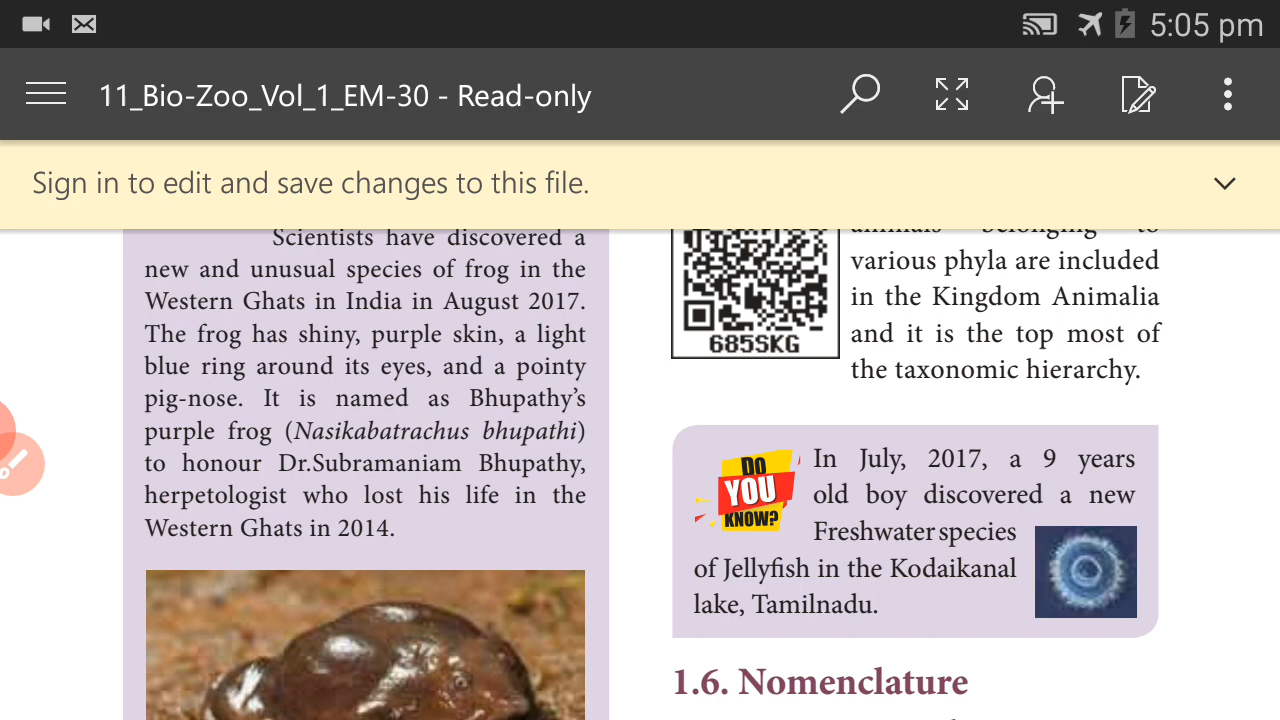 5:05 pm
11_Bio-Zoo_Vol_1_EM-30 - Read-only
Sign in to edit and save changes to this file.
Scientists have discovered a
new and unusual species of frog in the
Western Ghats in India in August 2017.
The frog has shiny, purple skin, a light
blue ring around its eyes, and a pointy
pig-nose. It is named as Bhupathy’s
purple frog (Nasikabatrachus bhupathi)
to honour Dr.Subramaniam Bhupathy,
herpetologist who lost his life in the
Western Ghats in 2014.
animals belonging to
various phyla are included
in the Kingdom Animalia
and it is the top most of
the taxonomic hierarchy.
685SKG
DO
YOU
KNOW?
In July, 2017, a 9 years
old boy discovered a new
Freshwater species
of Jellyfish in the Kodaikanal
lake, Tamilnadu.
1.6. Nomenclature